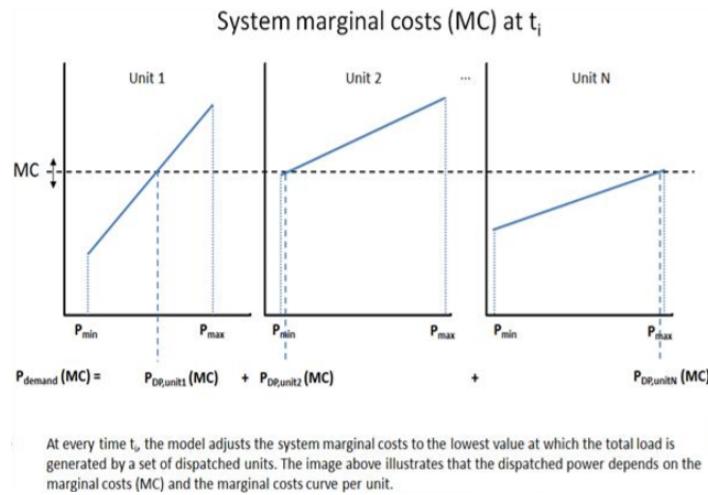 System marginal costs (MC) at ti
Unit 1 Unit 2 ... Unit N
MC
Pmin Pmax Pmin Pmax Pmin Pmax
Pdemand (MC) = PDP,unit1 (MC) + PDP,unit2 (MC) + PDP,unitN (MC)
At every time ti, the model adjusts the system marginal costs to the lowest value at which the total load is
generated by a set of dispatched units. The image above illustrates that the dispatched power depends on the
marginal costs (MC) and the marginal costs curve per unit.